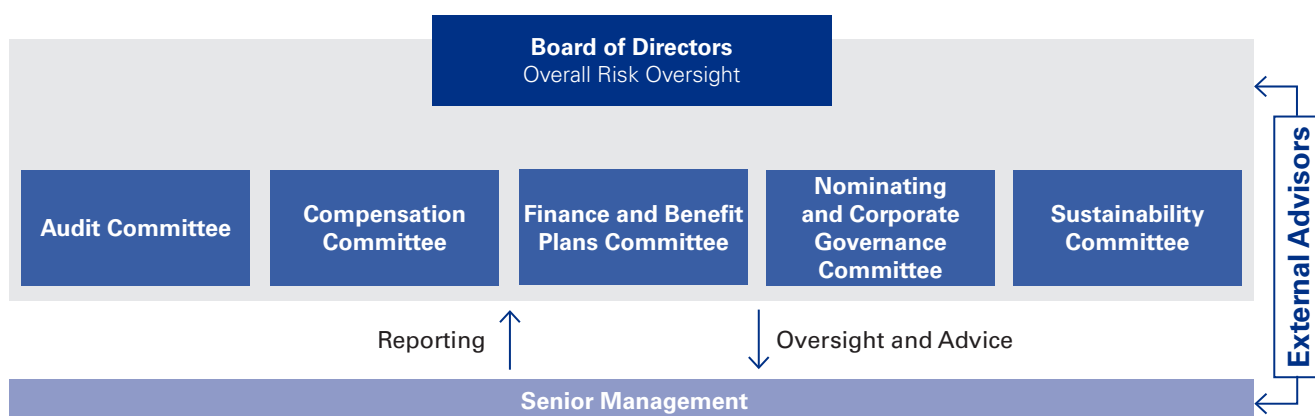 Board of Directors
Overall Risk Oversight
Audit Committee
Compensation
Committee
Finance and Benefit
Plans Committee
Nominating
and Corporate
Governance
Committee
Sustainability
Committee
External Advisors
Reporting
Oversight and Advice
Senior Management